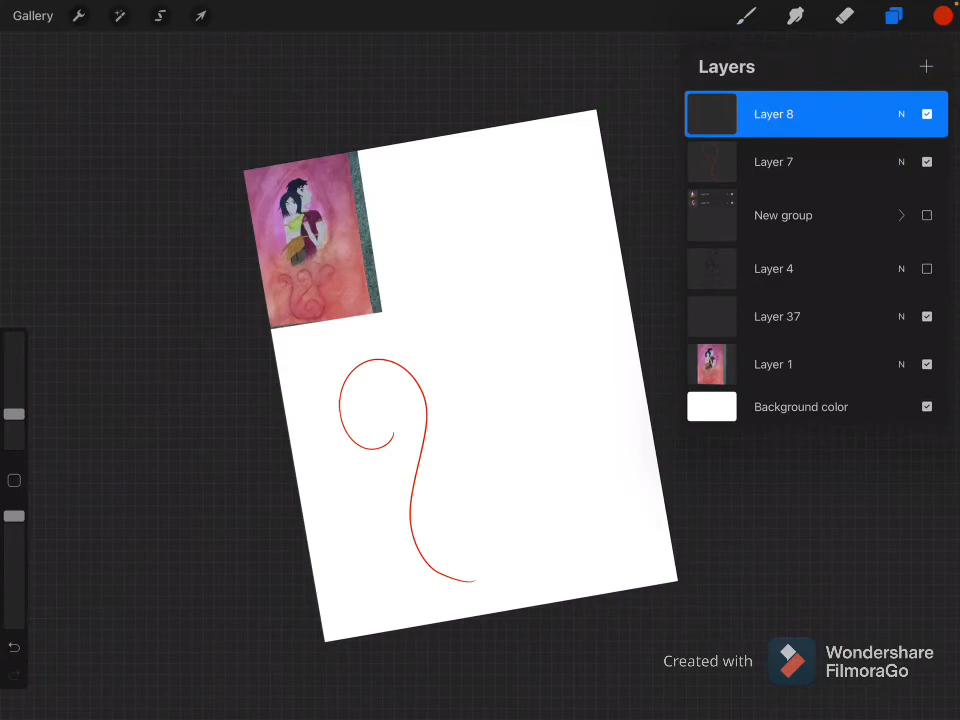 Gallery
Layers
Layer 8 N
Layer 7 N
New group
Layer 4 N
Layer 37 N
Layer 1 N
Background color
Created with
Wondershare
FilmoraGo